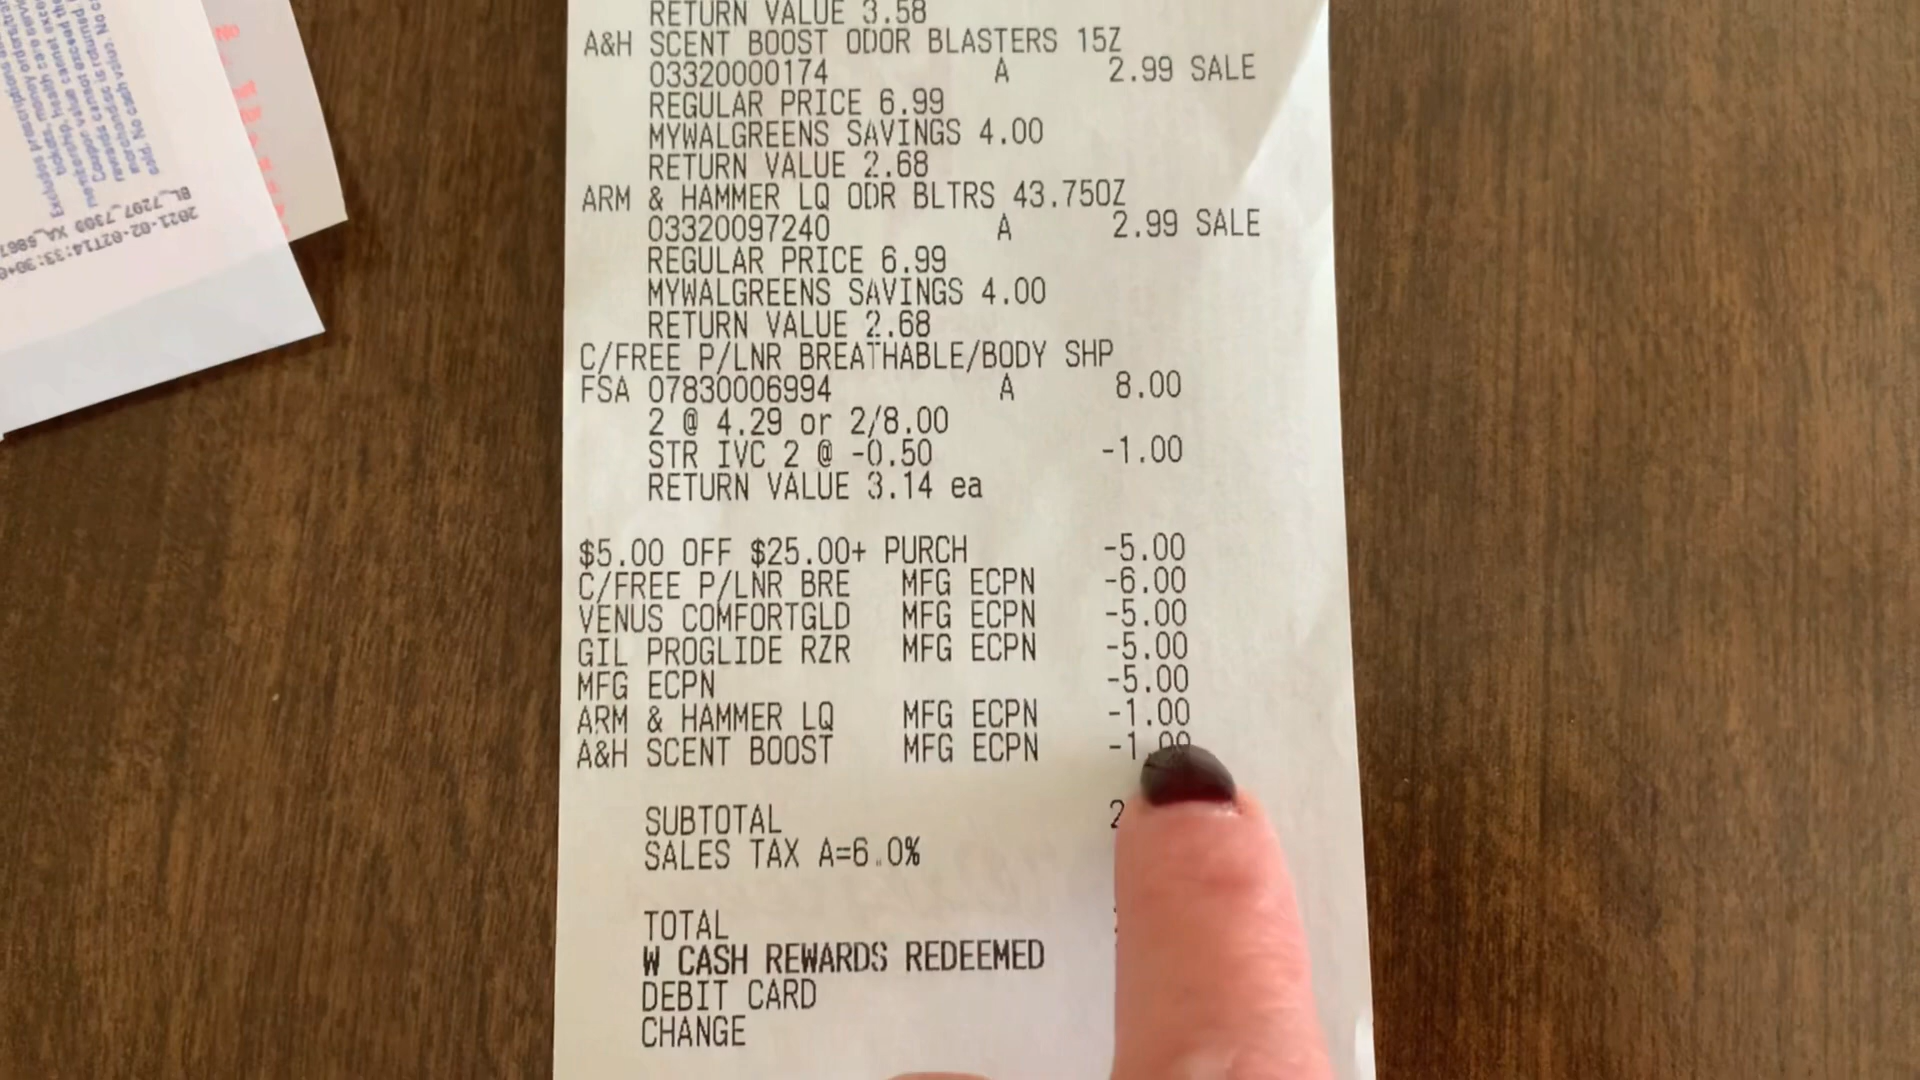 RETURN VALUE 3.58
A&H SCENT BOOST ODOR BLASTERS 15Z
03320000174 A 2.99 SALE
REGULAR PRICE 6.99
MYWALGREENS SAVINGS 4.00
RETURN VALUE 2.68
ARM & HAMMER LQ ODR BLTRS 43.75OZ
03320097240 A 2.99 SALE
REGULAR PRICE 6.99
MYWALGREENS SAVINGS 4.00
RETURN VALUE 2.68
C/FREE P/LNR BREATHABLE/BODY SHP
FSA 07830006994 A 8.00
2 @ 4.29 or 2/8.00
STR IVC 2 @ -0.50 -1.00
RETURN VALUE 3.14 ea
$5.00 OFF $25.00+ PURCH -5.00
C/FREE P/LNR BRE MFG ECPN -6.00
VENUS COMFORTGLD MFG ECPN -5.00
GIL PROGLIDE RZR MFG ECPN -5.00
MFG ECPN -5.00
ARM & HAMMER LQ MFG ECPN -1.00
A&H SCENT BOOST MFG ECPN -1.00
SUBTOTAL
SALES TAX A=6.0%
TOTAL
W CASH REWARDS REDEEMED
DEBIT CARD
CHANGE